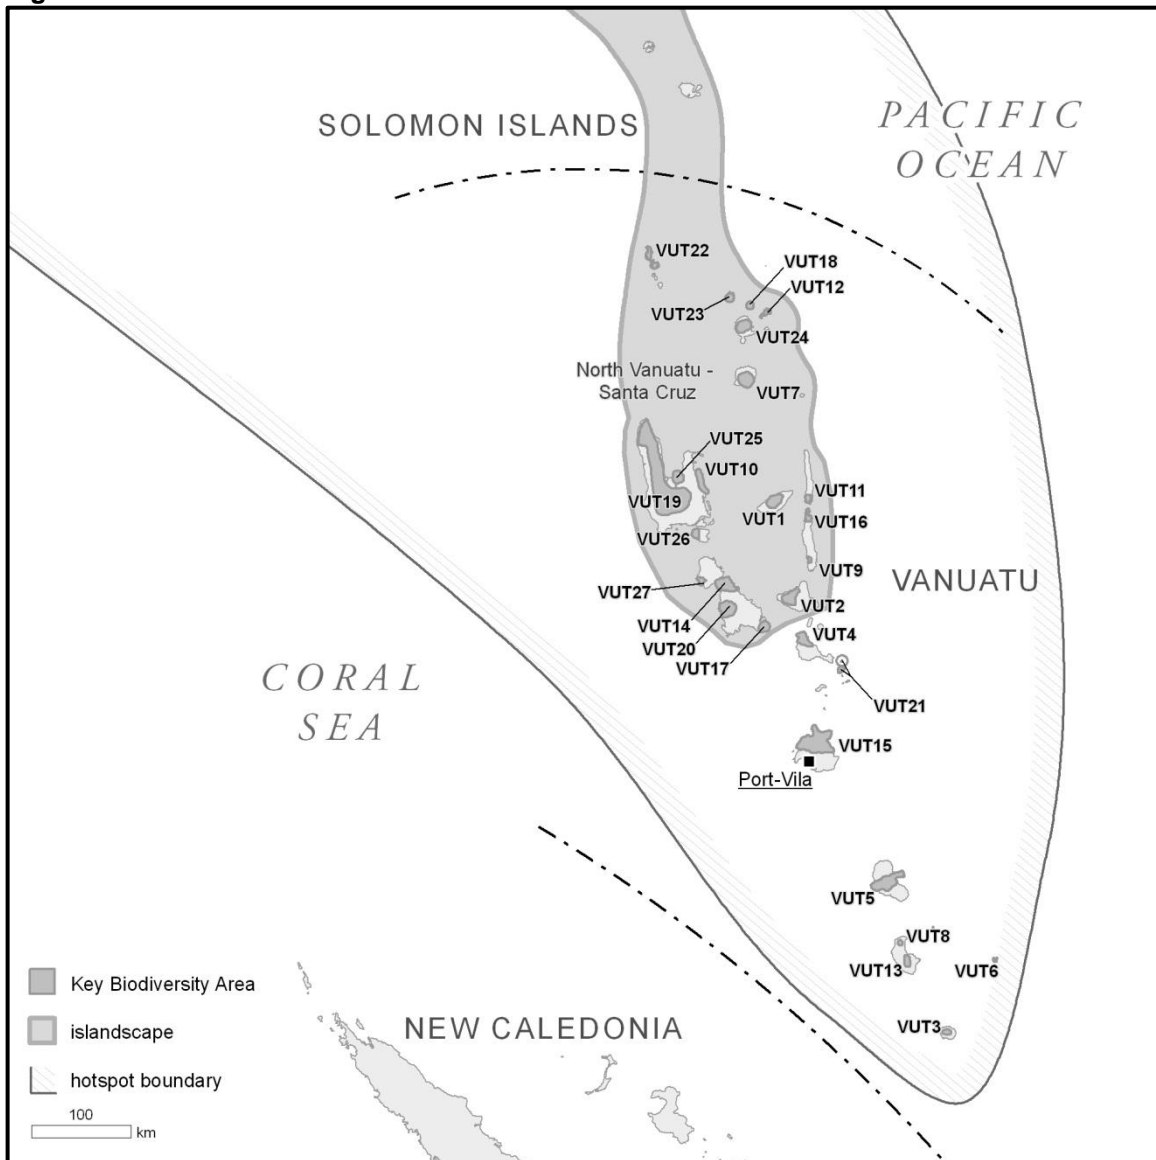 PACIFIC
OCEAN
SOLOMON ISLANDS
VUT22
VUT18
VUT12
VUT23
VUT24
North Vanuatu -
Santa Cruz
VUT7
VUT25
VUT10
VUT19
VUT11
VUT1
VUT16
VUT26
VUT9
VANUATU
VUT27
VUT2
VUT14
VUT4
VUT20
VUT17
CORAL
SEA
VUT21
VUT15
Port-Vila
VUT5
VUT8
VUT13
VUT6
VUT3
NEW CALEDONIA
Key Biodiversity Area
islandscape
hotspot boundary
100
km